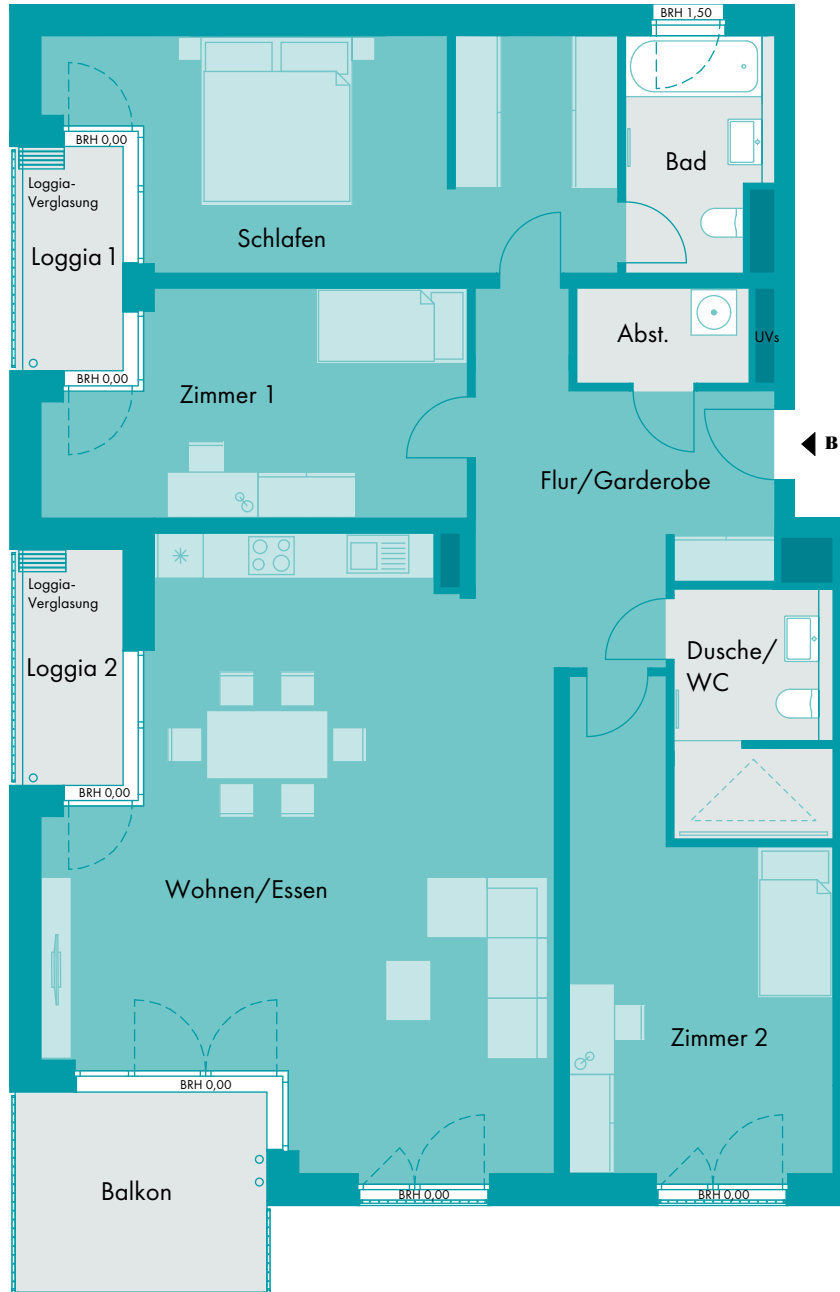 BRH 1,50
BRH 0,00
Loggia-
Verglasung
Loggia 1
Schlafen
Bad
Abst.
UVs
BRH 0,00
Zimmer 1
B
Flur/Garderobe
Loggia-
Verglasung
Loggia 2
Dusche/
WC
BRH 0,00
Wohnen/Essen
Zimmer 2
BRH 0,00
Balkon
BRH 0,00
BRH 0,00